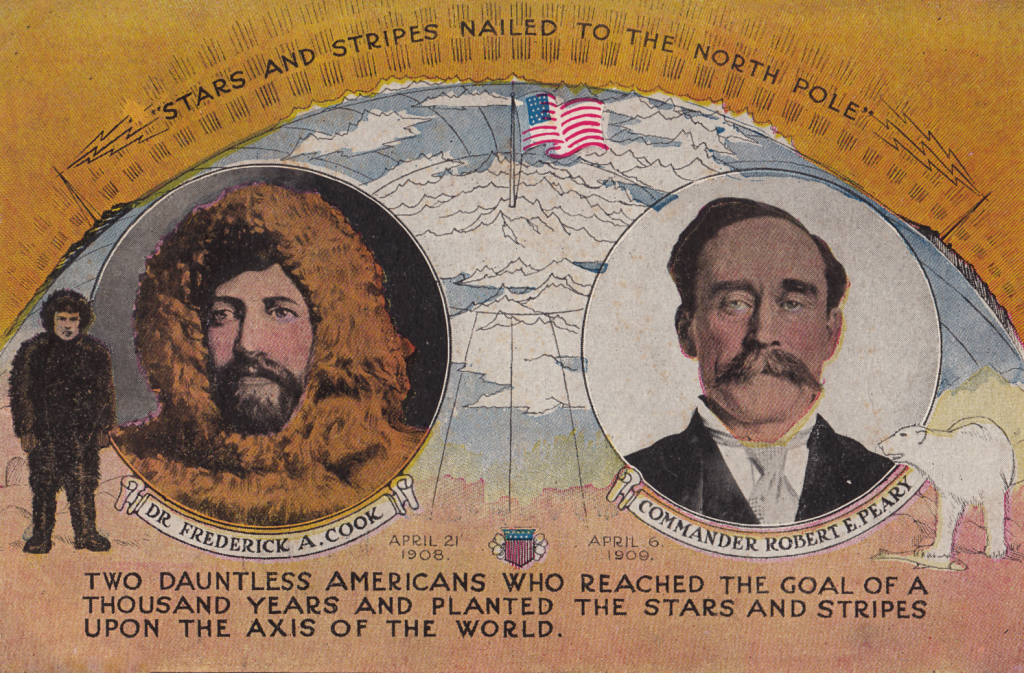 "STARS AND STRIPES NAILED TO THE NORTH POLE"
DR. FREDERICK A. COOK
APRIL 21
1908.
APRIL 6.
1909.
COMMANDER ROBERT E. PEARY
TWO DAUNTLESS AMERICANS WHO REACHED THE GOAL OF A
THOUSAND YEARS AND PLANTED THE STARS AND STRIPES
UPON THE AXIS OF THE WORLD.